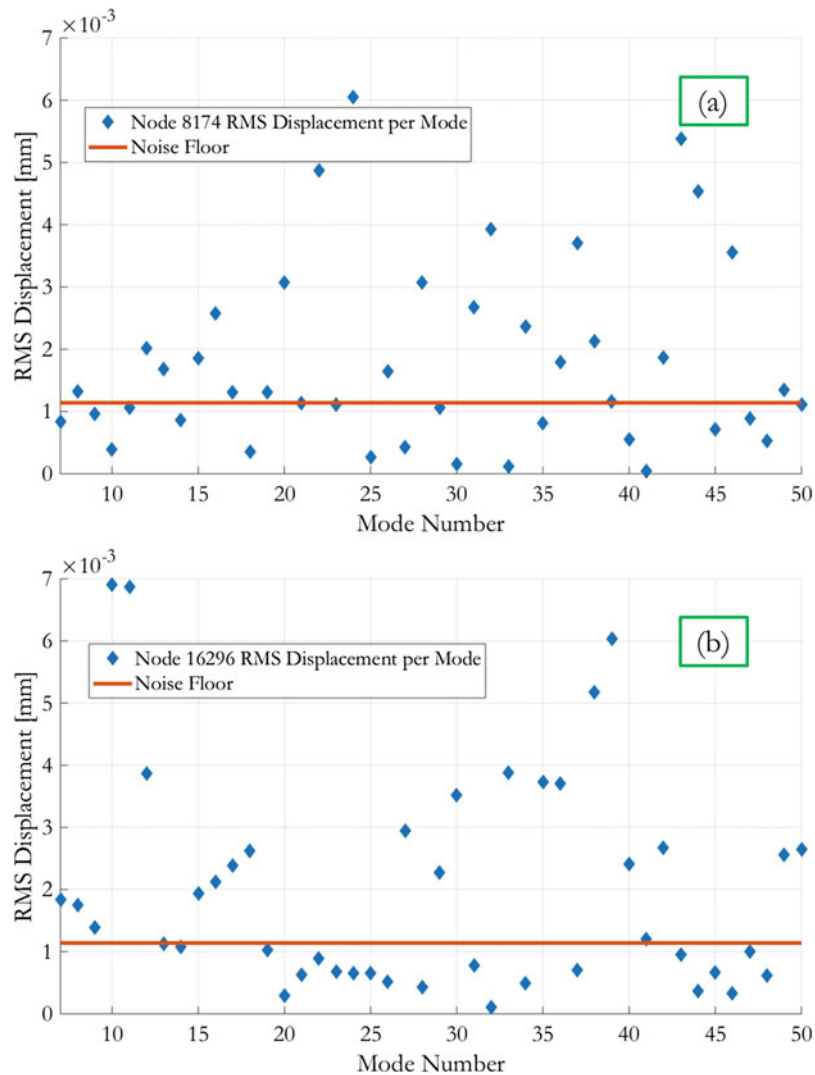 ×10⁻³
7
6
5
4
3
2
1
0
RMS Displacement [mm]
(a)
Node 8174 RMS Displacement per Mode
Noise Floor
10 15 20 25 30 35 40 45 50
Mode Number
×10⁻³
7
6
5
4
3
2
1
0
RMS Displacement [mm]
(b)
Node 16296 RMS Displacement per Mode
Noise Floor
10 15 20 25 30 35 40 45 50
Mode Number